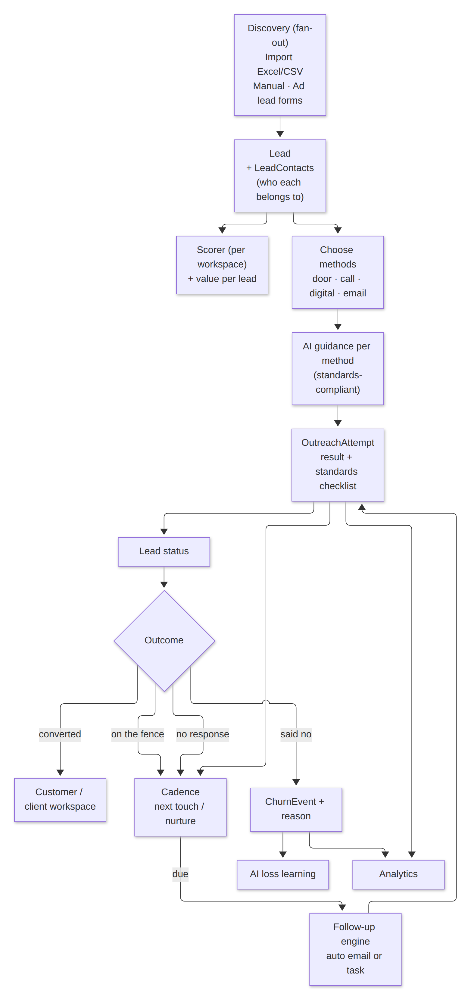 Discovery (fan-
out)
Import
Excel/CSV
Manual · Ad
lead forms
Lead
+ LeadContacts
(who each
belongs to)
Scorer (per
workspace)
+ value per lead
Choose
methods
door · call ·
digital · email
AI guidance per
method
(standards-
compliant)
OutreachAttempt
result +
standards
checklist
Lead status
Outcome
converted
on the fence
no response
said no
Customer /
client workspace
Cadence
next touch /
nurture
ChurnEvent +
reason
due
AI loss learning
Analytics
Follow-up
engine
auto email or
task